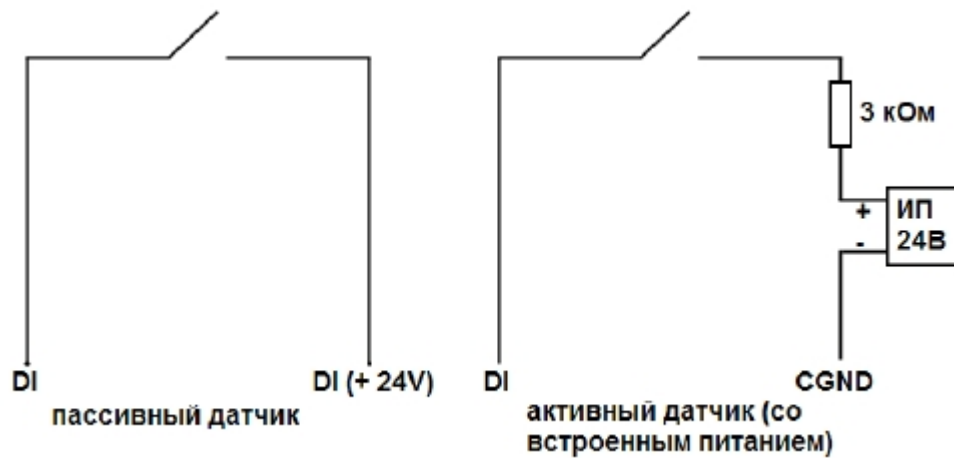 3 кОм
+ ИП
- 24В
DI DI (+ 24V) DI CGND
пассивный датчик
активный датчик (со
встроенным питанием)